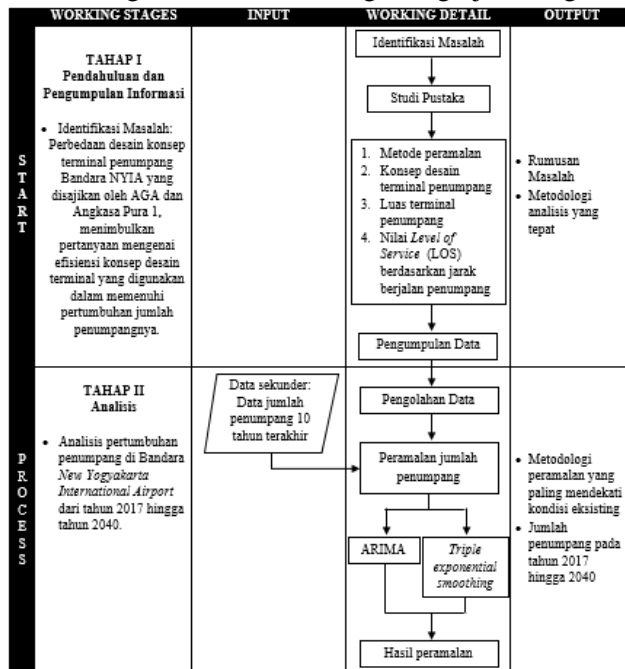 WORKING STAGES
INPUT
WORKING DETAIL
OUTPUT
START
TAHAP I
Pendahuluan dan
Pengumpulan Informasi
• Identifikasi Masalah:
Perbedaan desain konsep
terminal penumpang
Bandara NYIA yang
disajikan oleh AGA dan
Angkasa Pura 1,
menimbulkan
pertanyaan mengenai
efisiensi konsep desain
terminal yang digunakan
dalam memenuhi
pertumbuhan jumlah
penumpangnya.
Identifikasi Masalah
Studi Pustaka
1. Metode peramalan
2. Konsep desain
terminal penumpang
3. Luas terminal
penumpang
4. Nilai Level of
Service (LOS)
berdasarkan jarak
berjalan penumpang
Pengumpulan Data
• Rumusan
Masalah
• Metodologi
analisis yang
tepat
PROCESS
TAHAP II
Analisis
• Analisis pertumbuhan
penumpang di Bandara
New Yogyakarta
International Airport
dari tahun 2017 hingga
tahun 2040.
Data sekunder:
Data jumlah
penumpang 10
tahun terakhir
Pengolahan Data
Peramalan jumlah
penumpang
ARIMA
Triple
exponential
smoothing
Hasil peramalan
• Metodologi
peramalan yang
paling mendekati
kondisi eksisting
• Jumlah
penumpang pada
tahun 2017
hingga 2040